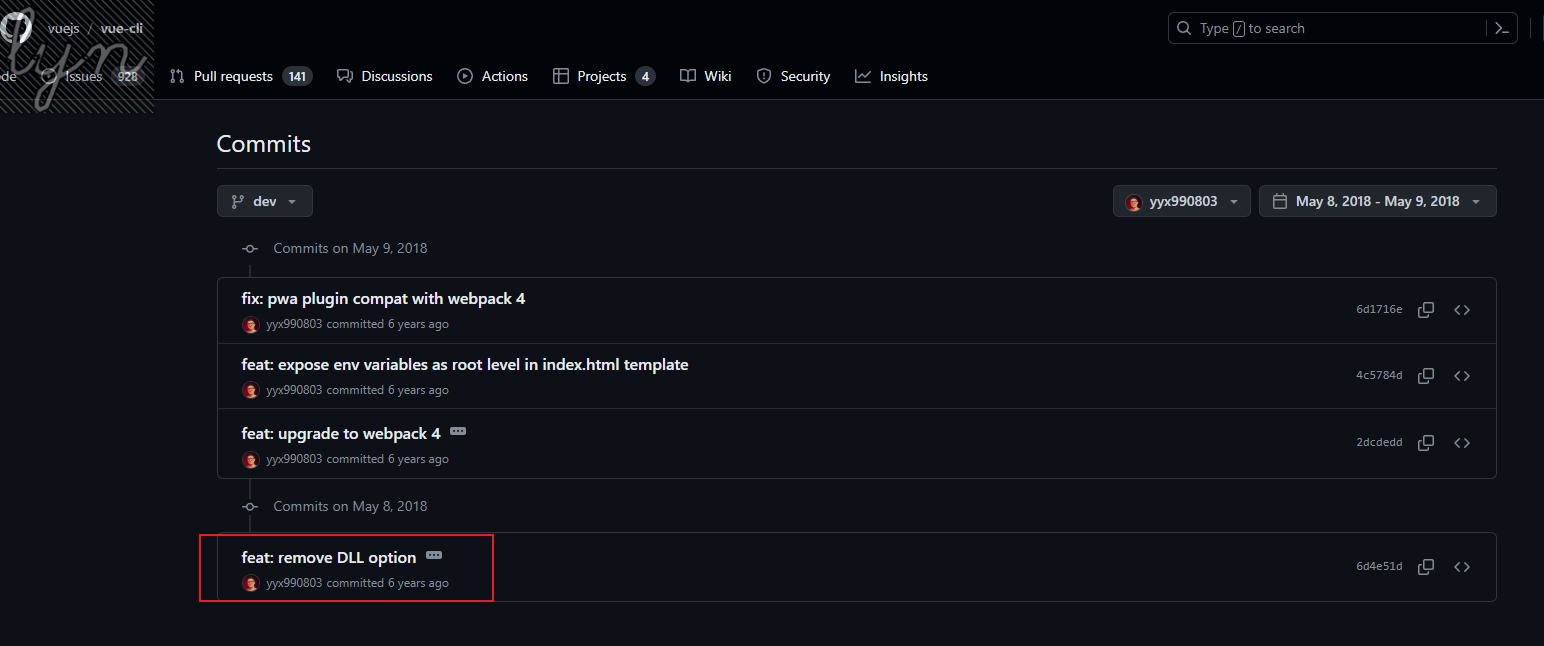 vuejs / vue-cli
Type / to search
lyn
de Issues 928 Pull requests 141 Discussions Actions Projects 4 Wiki Security Insights
Commits
dev yyx990803 May 8, 2018 - May 9, 2018
Commits on May 9, 2018
fix: pwa plugin compat with webpack 4
yyx990803 committed 6 years ago
6d1716e
feat: expose env variables as root level in index.html template
yyx990803 committed 6 years ago
4c5784d
feat: upgrade to webpack 4
yyx990803 committed 6 years ago
2dcdedd
Commits on May 8, 2018
feat: remove DLL option
yyx990803 committed 6 years ago
6d4e51d